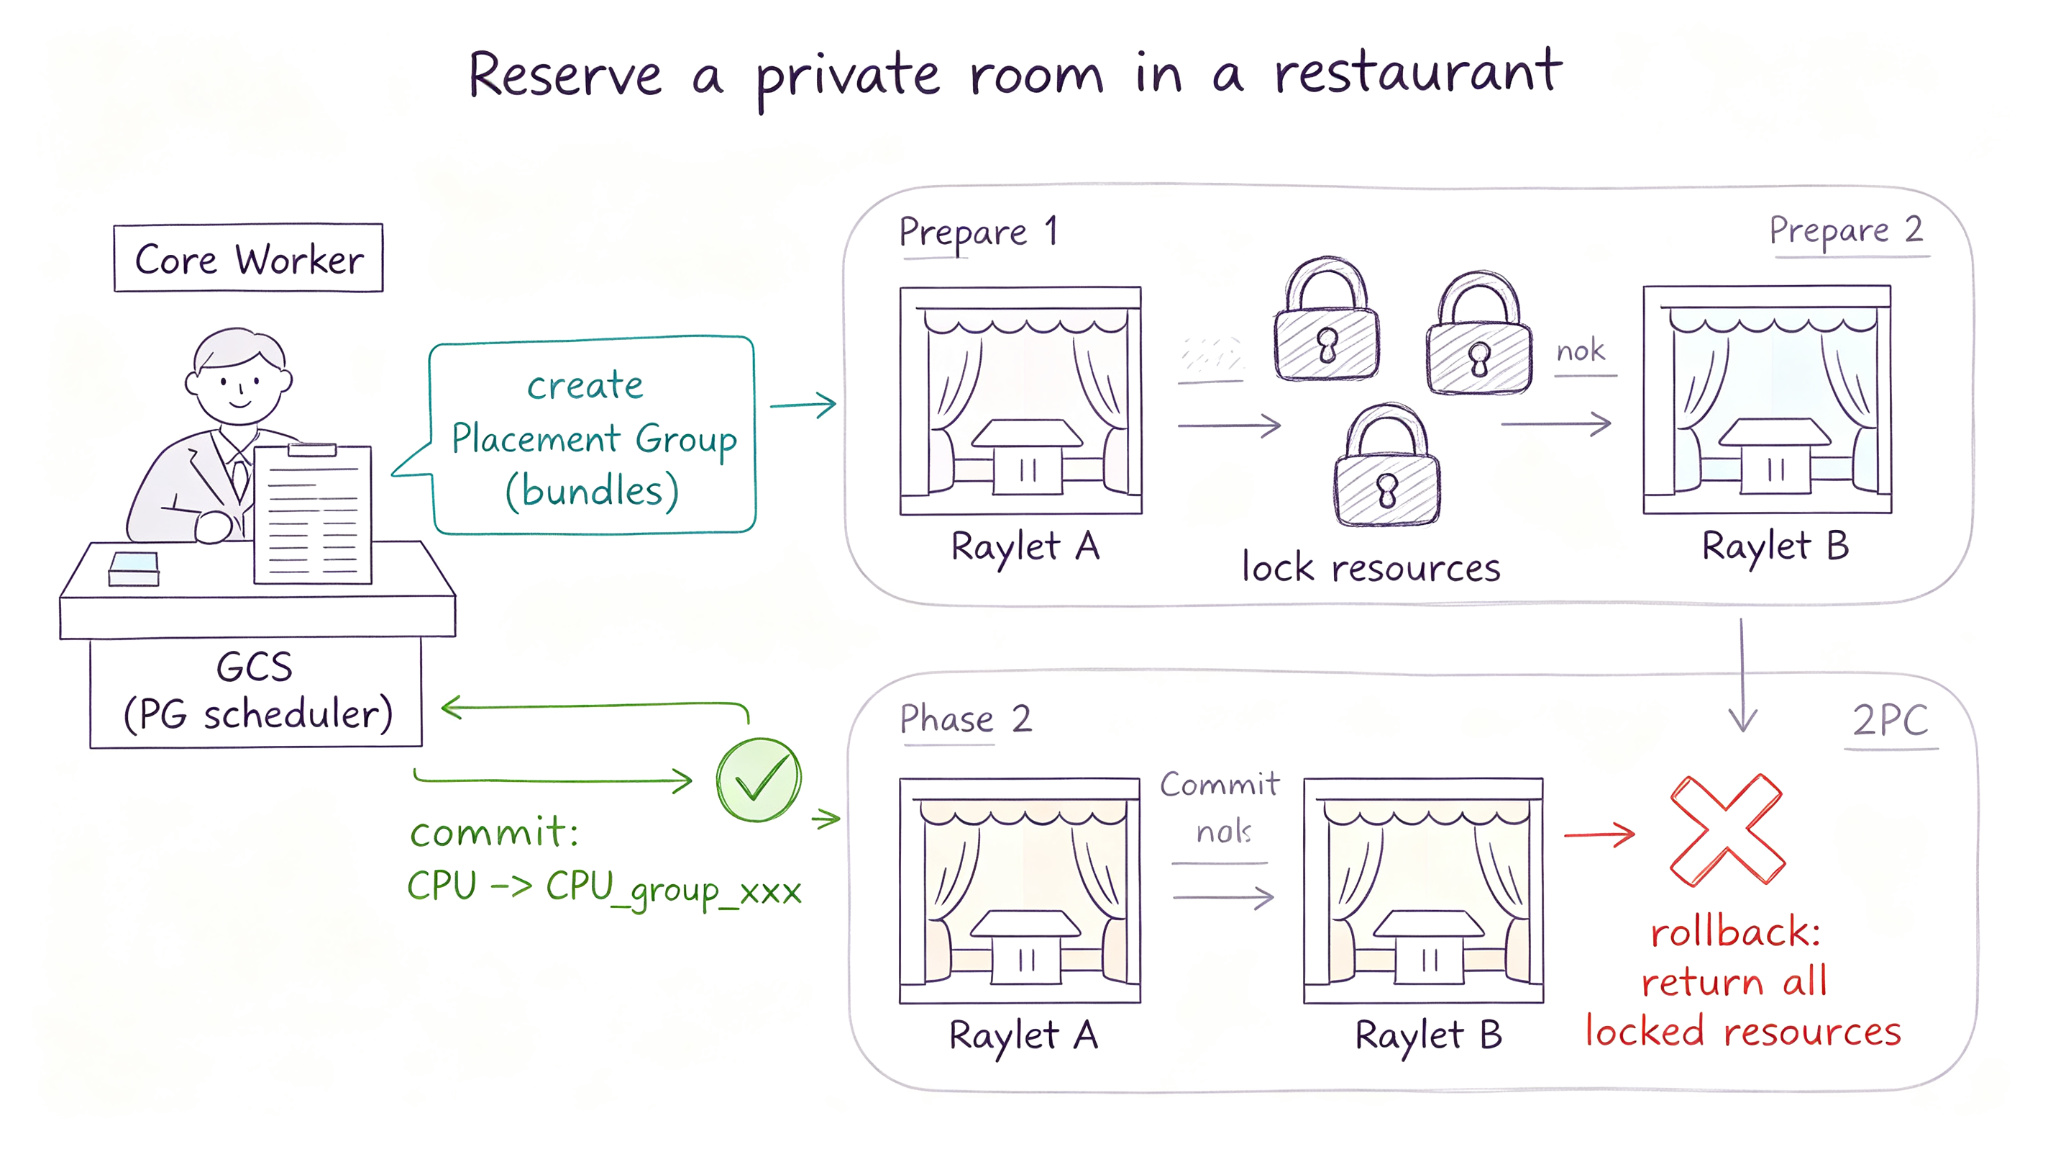 Reserve a private room in a restaurant
Core Worker
create
Placement Group
(bundles)
GCS
(PG scheduler)
commit:
CPU -> CPU_group_xxx
Prepare 1
Prepare 2
nok
Raylet A
lock resources
Raylet B
Phase 2
2PC
Commit
Raylet A
Raylet B
rollback:
return all
locked resources